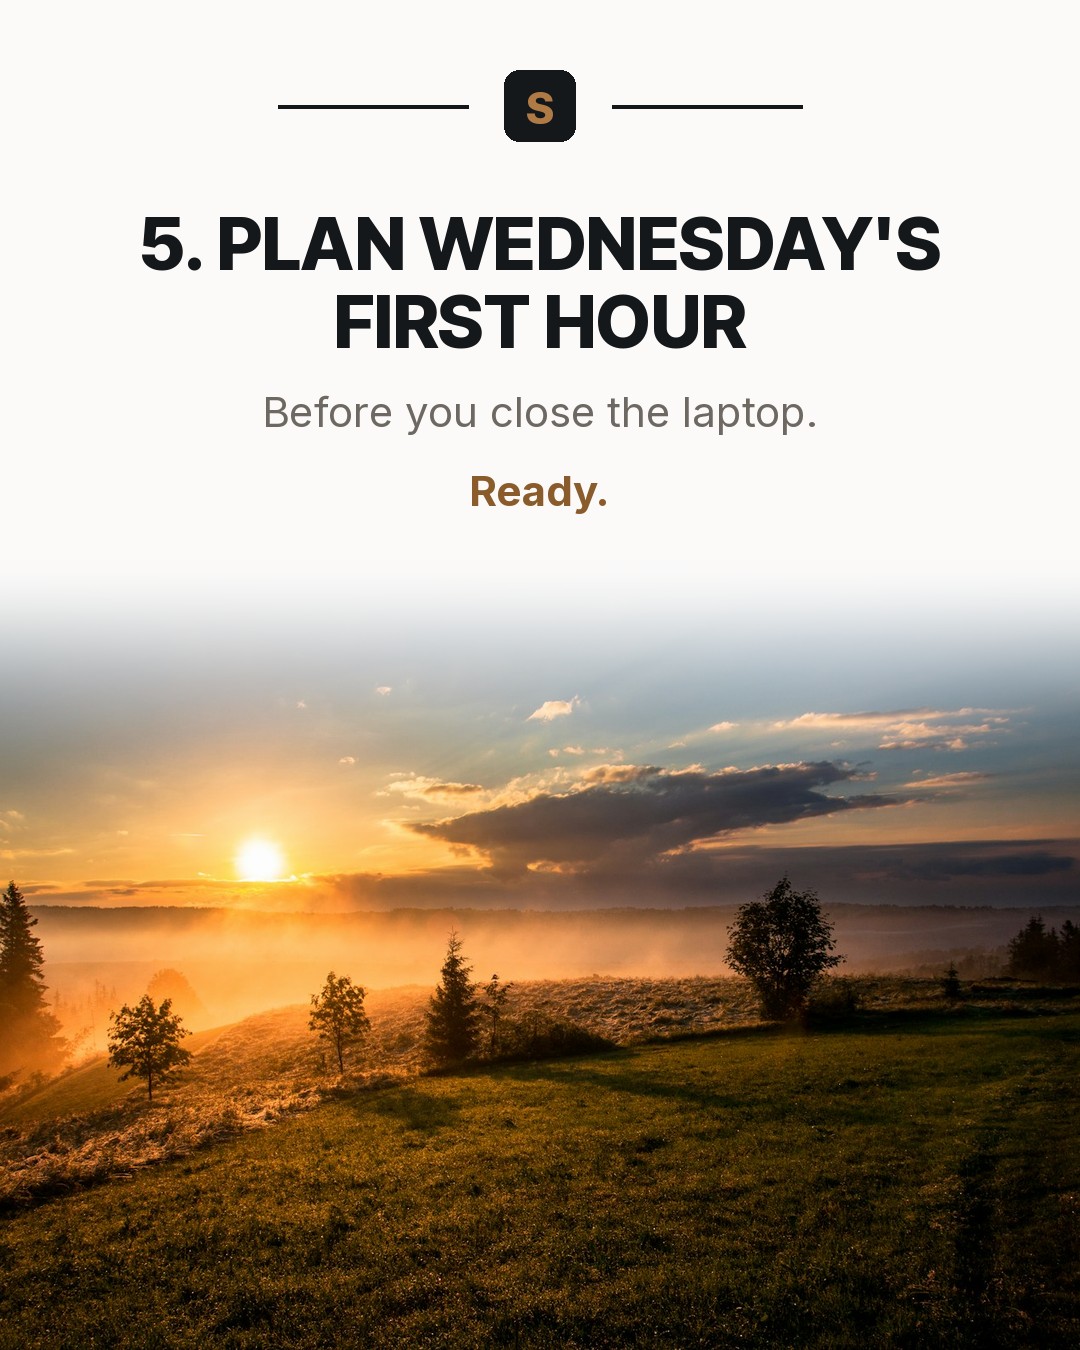 S
5. PLAN WEDNESDAY'S
FIRST HOUR
Before you close the laptop.
Ready.